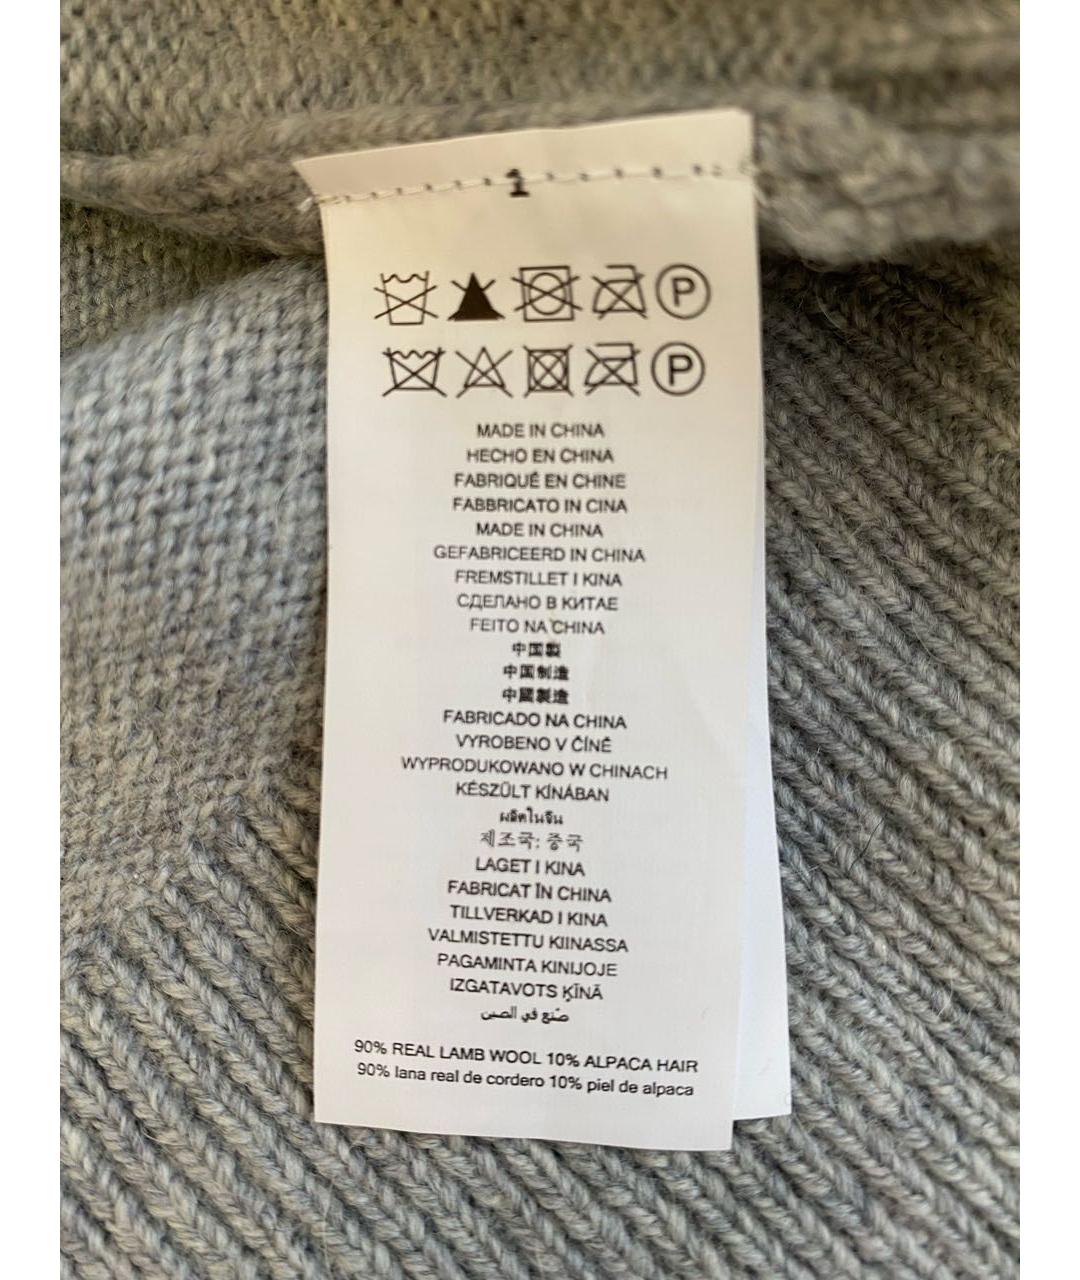 1
P
P
MADE IN CHINA
HECHO EN CHINA
FABRIQUÉ EN CHINE
FABBRICATO IN CINA
MADE IN CHINA
GEFABRICEERD IN CHINA
FREMSTILLET I KINA
СДЕЛАНО В КИТАЕ
FEITO NA CHINA
中国製
中国制造
中國製造
FABRICADO NA CHINA
VYROBENO V ČÍNĚ
WYPRODUKOWANO W CHINACH
KÉSZÜLT KÍNÁBAN
ผลิตในจีน
제조국: 중국
LAGET I KINA
FABRICAT ÎN CHINA
TILLVERKAD I KINA
VALMISTETTU KIINASSA
PAGAMINTA KINIJOJE
IZGATAVOTS ĶĪNĀ
صنع في الصين
90% REAL LAMB WOOL 10% ALPACA HAIR
90% lana real de cordero 10% piel de alpaca